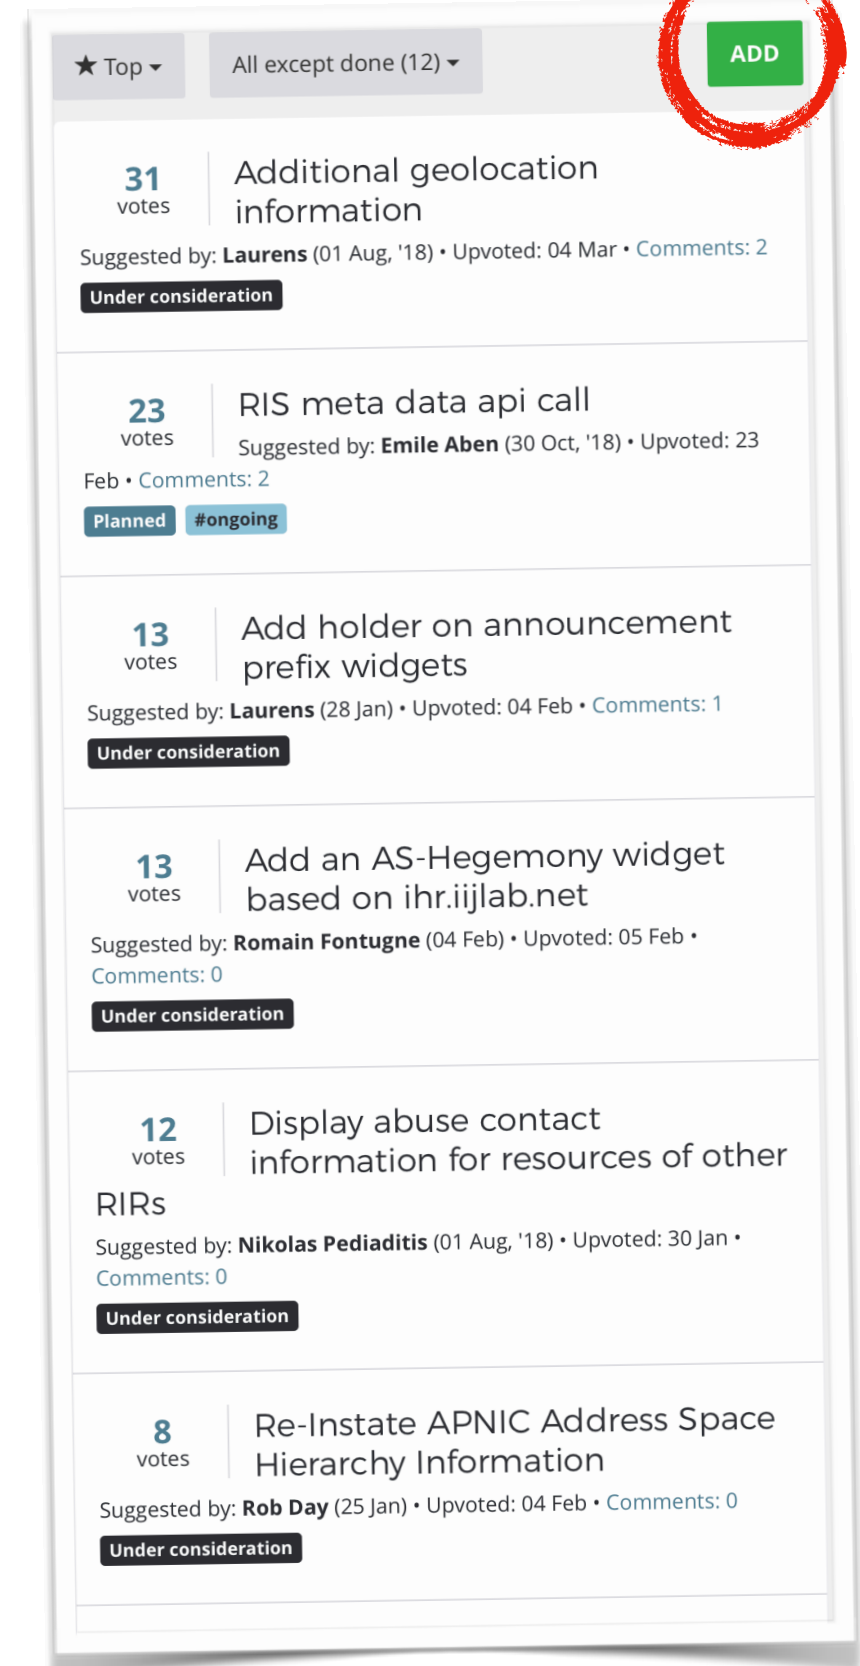 ★ Top ▾ All except done (12) ▾ ADD
31 votes
Additional geolocation
information
Suggested by: Laurens (01 Aug, '18) • Upvoted: 04 Mar • Comments: 2
Under consideration
23 votes
RIS meta data api call
Suggested by: Emile Aben (30 Oct, '18) • Upvoted: 23
Feb • Comments: 2
Planned #ongoing
13 votes
Add holder on announcement
prefix widgets
Suggested by: Laurens (28 Jan) • Upvoted: 04 Feb • Comments: 1
Under consideration
13 votes
Add an AS-Hegemony widget
based on ihr.iijlab.net
Suggested by: Romain Fontugne (04 Feb) • Upvoted: 05 Feb •
Comments: 0
Under consideration
12 votes
Display abuse contact
information for resources of other
RIRs
Suggested by: Nikolas Pediaditis (01 Aug, '18) • Upvoted: 30 Jan •
Comments: 0
Under consideration
8 votes
Re-Instate APNIC Address Space
Hierarchy Information
Suggested by: Rob Day (25 Jan) • Upvoted: 04 Feb • Comments: 0
Under consideration